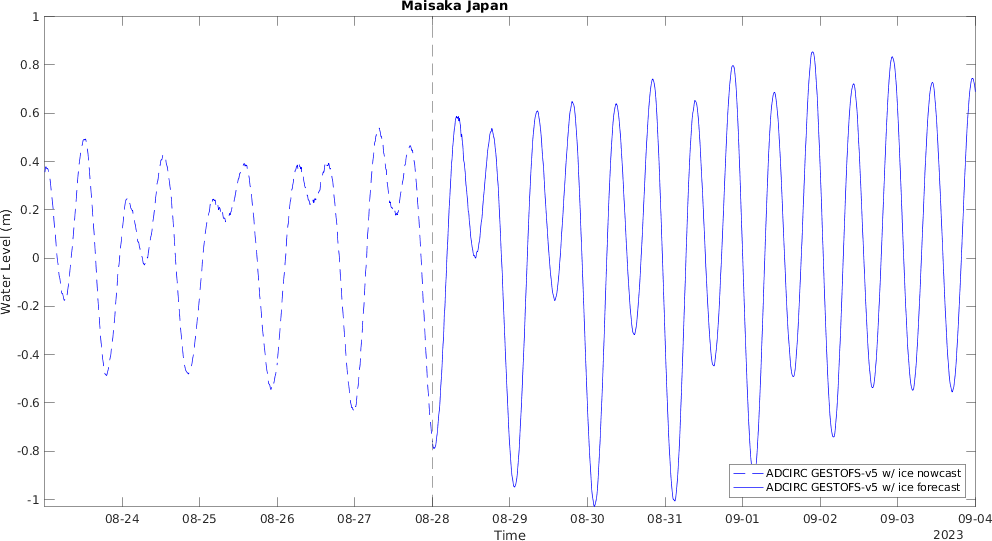 Maisaka Japan
1
0.8
0.6
0.4
0.2
0
-0.2
-0.4
-0.6
-0.8
-1
Water Level (m)
ADCIRC GESTOFS-v5 w/ ice nowcast
ADCIRC GESTOFS-v5 w/ ice forecast
08-24 08-25 08-26 08-27 08-28 08-29 08-30 08-31 09-01 09-02 09-03 09-04
Time
2023